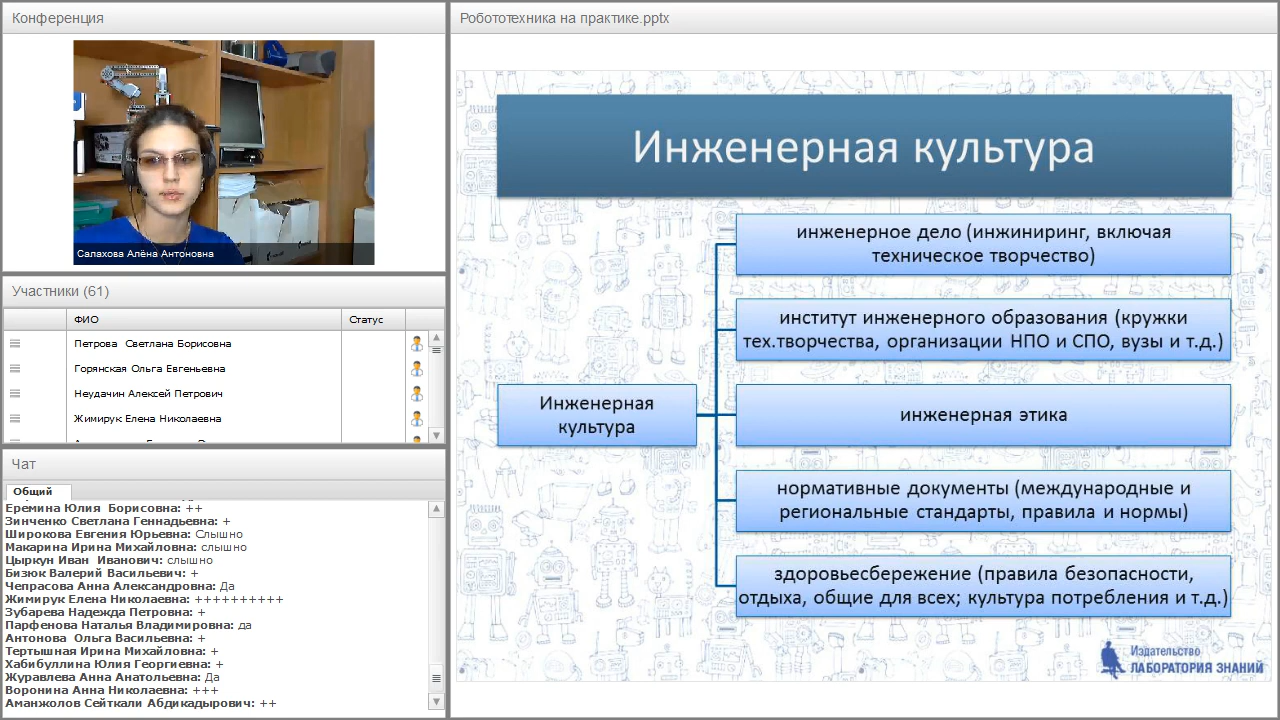 Конференция
Салахова Алёна Антоновна
Участники (61)
ФИО Статус
Петрова Светлана Борисовна
Горянская Ольга Евгеньевна
Неудачин Алексей Петрович
Жимирук Елена Николаевна
Чат
Общий
Еремина Юлия Борисовна: ++
Зинченко Светлана Геннадьевна: +
Широкова Евгения Юрьевна: Слышно
Макарина Ирина Михайловна: слышно
Цыркун Иван Иванович: слышно
Бизюк Валерий Васильевич: +
Чепрасова Анна Александровна: Да
Жимирук Елена Николаевна: ++++++++++
Зубарева Надежда Петровна: +
Парфенова Наталья Владимировна: да
Антонова Ольга Васильевна: +
Тертышная Ирина Михайловна: +
Хабибуллина Юлия Георгиевна: +
Журавлева Анна Анатольевна: Да
Воронина Анна Николаевна: +++
Аманжолов Сейткали Абдикадырович: ++
Робототехника на практике.pptx
Инженерная культура
Инженерная
культура
инженерное дело (инжиниринг, включая
техническое творчество)
институт инженерного образования (кружки
тех.творчества, организации НПО и СПО, вузы и т.д.)
инженерная этика
нормативные документы (международные и
региональные стандарты, правила и нормы)
здоровьесбережение (правила безопасности,
отдыха, общие для всех; культура потребления и т.д.)
Издательство
ЛАБОРАТОРИЯ ЗНАНИЙ